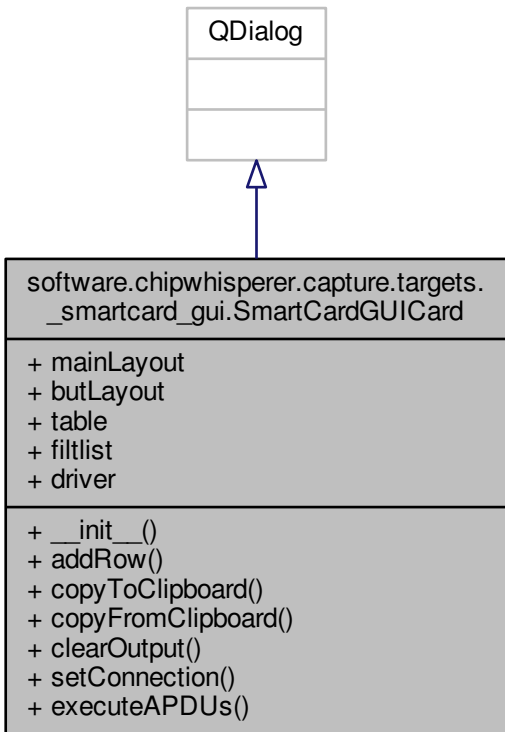 QDialog
software.chipwhisperer.capture.targets.
_smartcard_gui.SmartCardGUICard
+ mainLayout
+ butLayout
+ table
+ filtlist
+ driver
+ __init__()
+ addRow()
+ copyToClipboard()
+ copyFromClipboard()
+ clearOutput()
+ setConnection()
+ executeAPDUs()